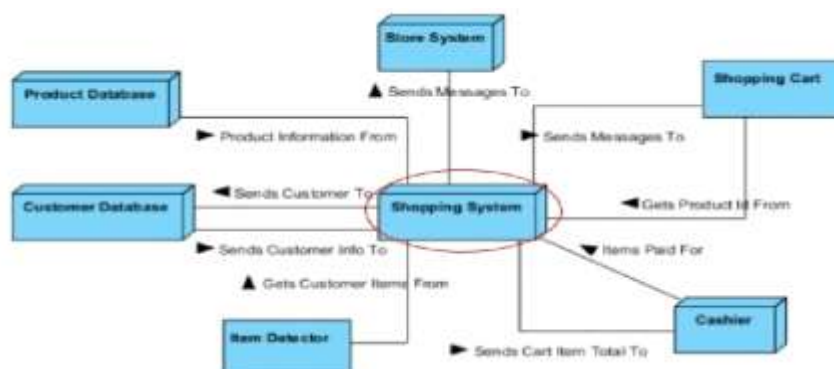 Store System
Shopping Cart
Product Database
Sends Messages To
Product Information From
Sends Messages To
Sends Customer To
Customer Database
Shopping System
Gets Product Id From
Sends Customer Info To
Items Paid For
Gets Customer Items From
Item Detector
Cashier
Sends Cart Item Total To